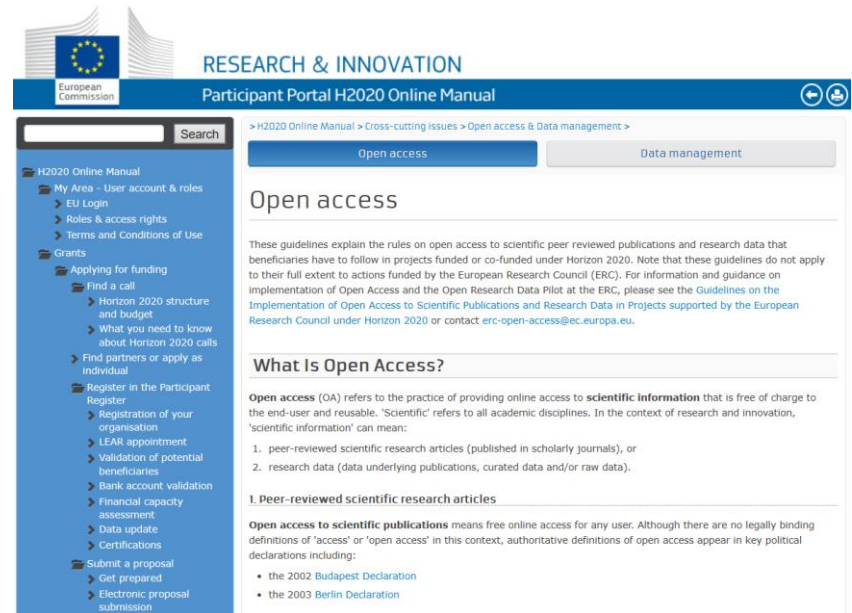 European
Commission
RESEARCH & INNOVATION
Participant Portal H2020 Online Manual
Search
H2020 Online Manual
My Area - User account & roles
EU Login
Roles & access rights
Terms and Conditions of Use
Grants
Applying for funding
Find a call
Horizon 2020 structure
and budget
What you need to know
about Horizon 2020 calls
Find partners or apply as
individual
Register in the Participant
Register
Registration of your
organisation
LEAR appointment
Validation of potential
beneficiaries
Bank account validation
Financial capacity
assessment
Data update
Certifications
Submit a proposal
Get prepared
Electronic proposal
submission
> H2020 Online Manual > Cross-cutting issues > Open access & Data management >
Open access
Data management
Open access
These guidelines explain the rules on open access to scientific peer reviewed publications and research data that
beneficiaries have to follow in projects funded or co-funded under Horizon 2020. Note that these guidelines do not apply
to their full extent to actions funded by the European Research Council (ERC). For information and guidance on
implementation of Open Access and the Open Research Data Pilot at the ERC, please see the Guidelines on the
Implementation of Open Access to Scientific Publications and Research Data in Projects supported by the European
Research Council under Horizon 2020 or contact erc-open-access@ec.europa.eu.
What Is Open Access?
Open access (OA) refers to the practice of providing online access to scientific information that is free of charge to
the end-user and reusable. 'Scientific' refers to all academic disciplines. In the context of research and innovation,
'scientific information' can mean:
1. peer-reviewed scientific research articles (published in scholarly journals), or
2. research data (data underlying publications, curated data and/or raw data).
1. Peer-reviewed scientific research articles
Open access to scientific publications means free online access for any user. Although there are no legally binding
definitions of 'access' or 'open access' in this context, authoritative definitions of open access appear in key political
declarations including:
• the 2002 Budapest Declaration
• the 2003 Berlin Declaration